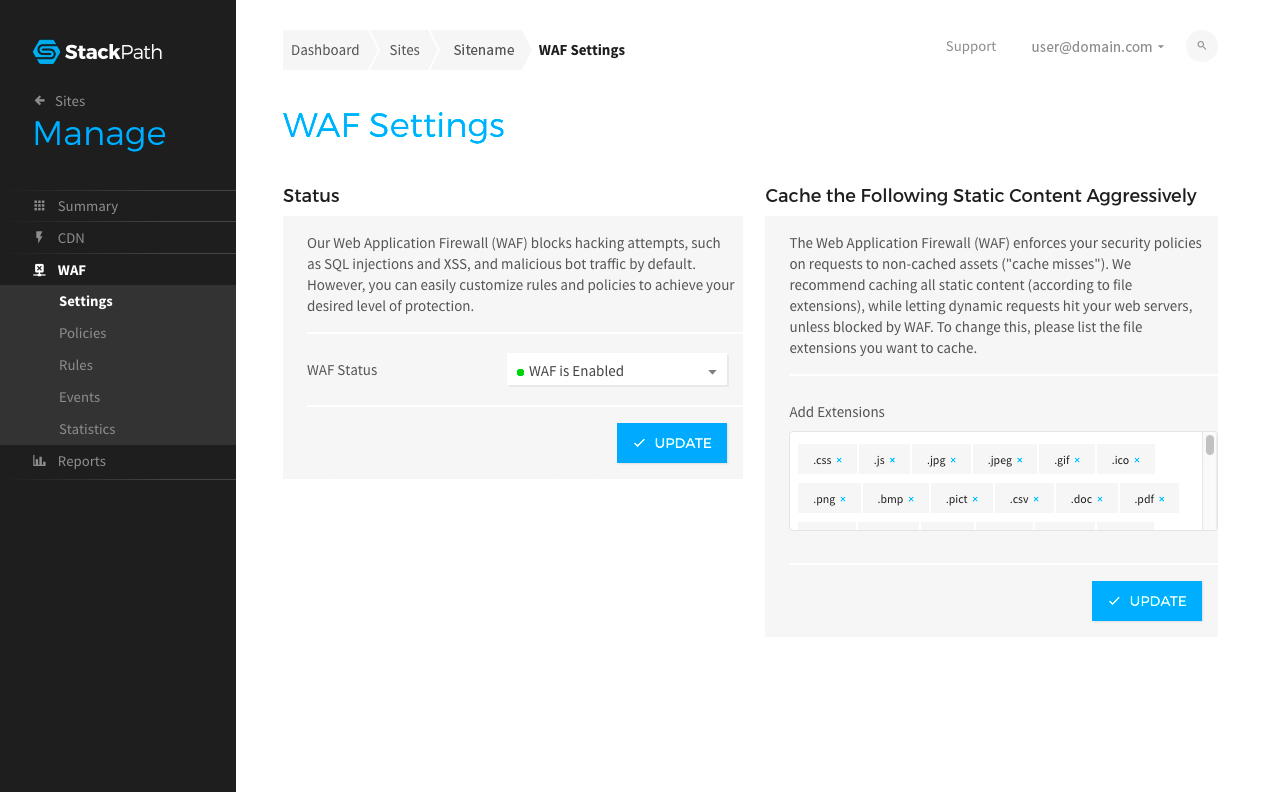 StackPath
Sites
Manage
Summary
CDN
WAF
Settings
Policies
Rules
Events
Statistics
Reports
Dashboard Sites Sitename WAF Settings
Support user@domain.com
WAF Settings
Status
Our Web Application Firewall (WAF) blocks hacking attempts, such
as SQL injections and XSS, and malicious bot traffic by default.
However, you can easily customize rules and policies to achieve your
desired level of protection.
WAF Status WAF is Enabled
UPDATE
Cache the Following Static Content Aggressively
The Web Application Firewall (WAF) enforces your security policies
on requests to non-cached assets ("cache misses"). We
recommend caching all static content (according to file
extensions), while letting dynamic requests hit your web servers,
unless blocked by WAF. To change this, please list the file
extensions you want to cache.
Add Extensions
.css × .js × .jpg × .jpeg × .gif × .ico ×
.png × .bmp × .pict × .csv × .doc × .pdf ×
UPDATE